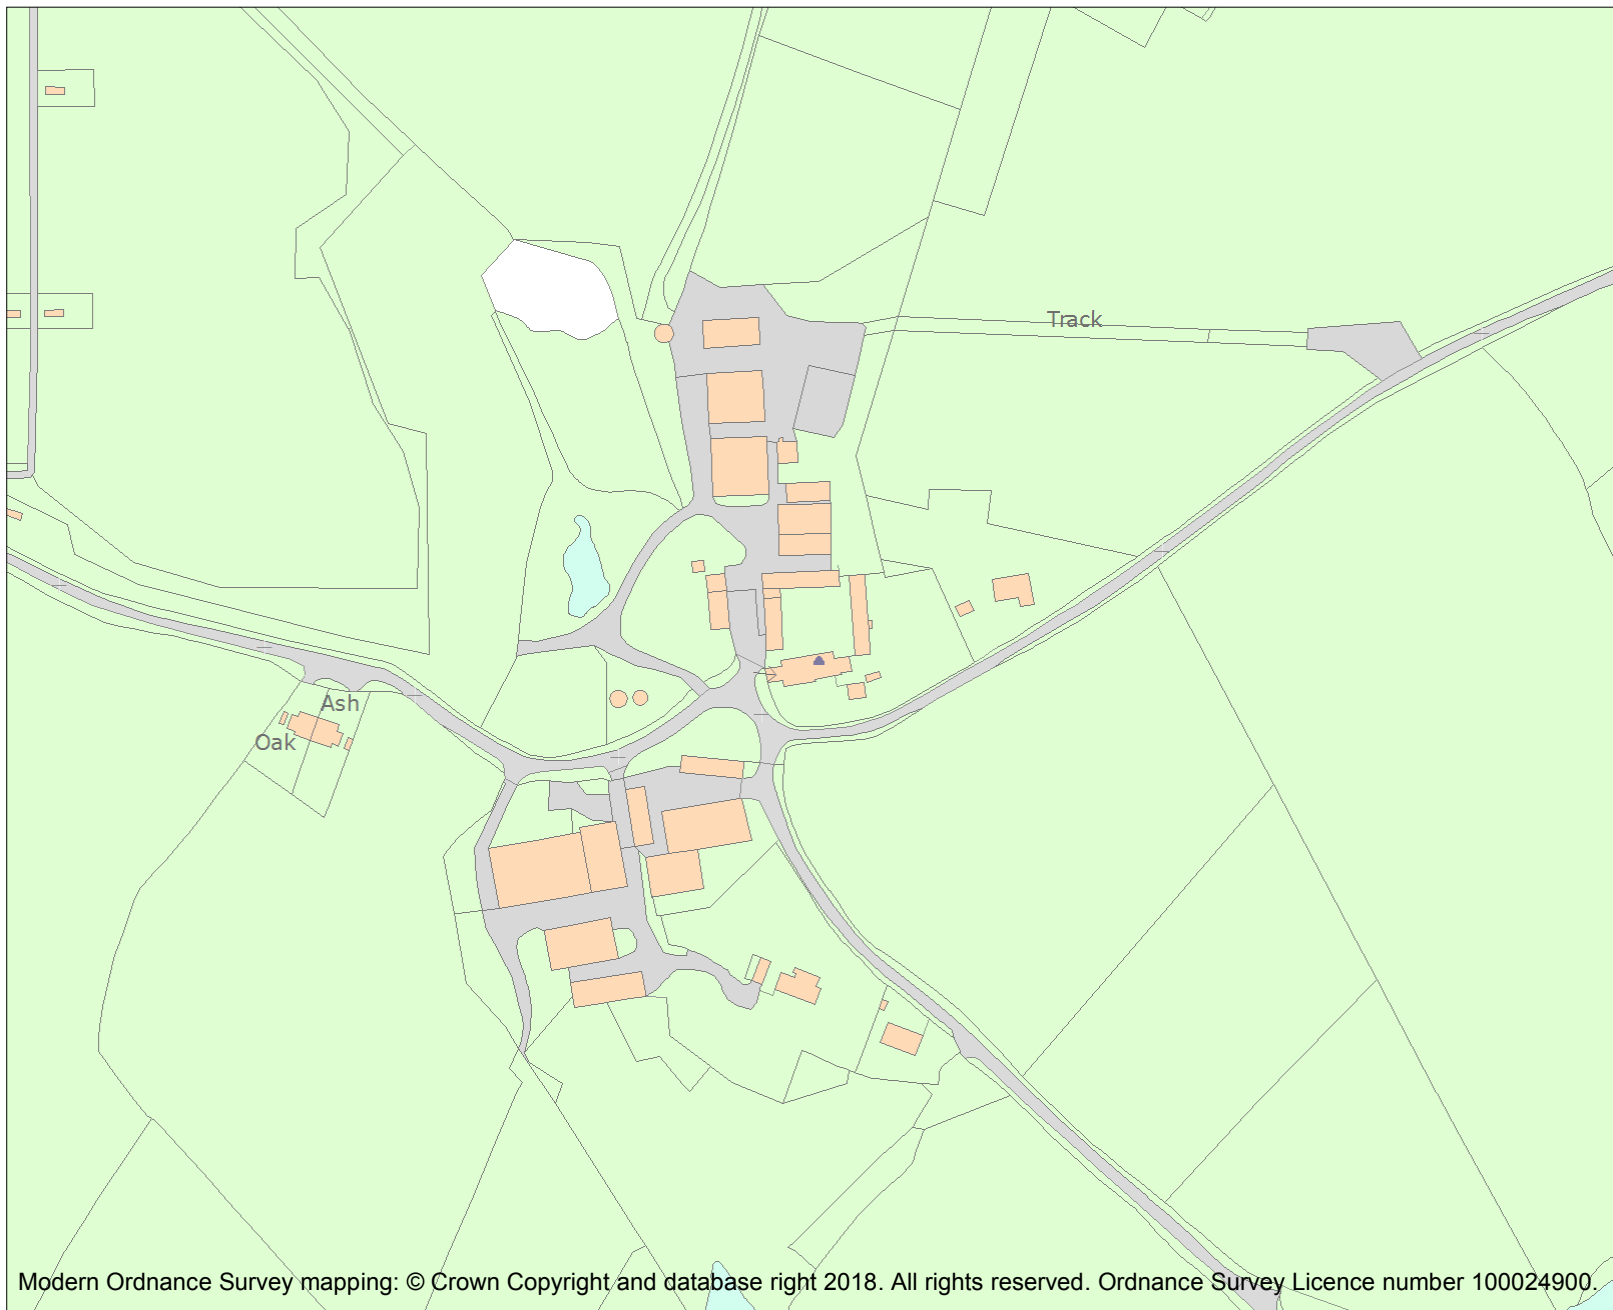 Track
Ash
Oak
Modern Ordnance Survey mapping: © Crown Copyright and database right 2018. All rights reserved. Ordnance Survey Licence number 100024900.